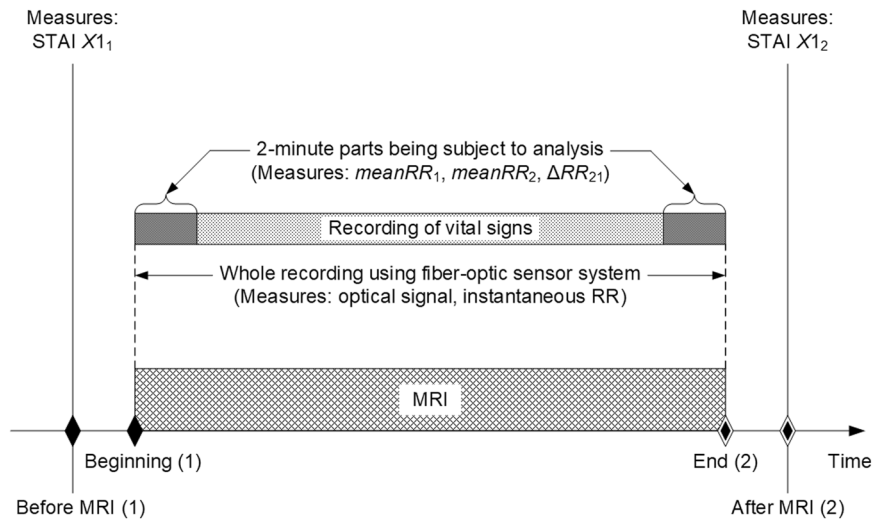 Measures:
STAI X1₁
Measures:
STAI X1₂
2-minute parts being subject to analysis
(Measures: meanRR₁, meanRR₂, ΔRR₂₁)
Recording of vital signs
Whole recording using fiber-optic sensor system
(Measures: optical signal, instantaneous RR)
MRI
Beginning (1)
End (2)
Time
Before MRI (1)
After MRI (2)